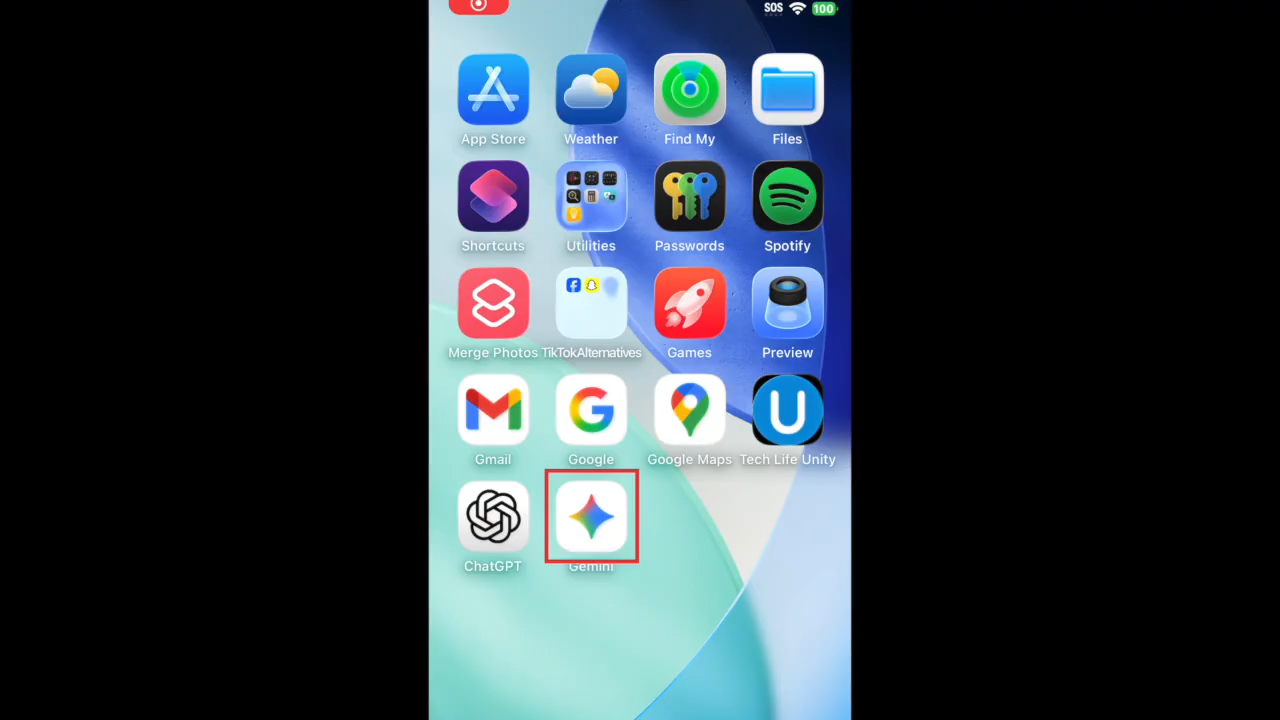 SOS 100
App Store Weather Find My Files
Shortcuts Utilities Passwords Spotify
Merge Photos TikTokAlternatives Games Preview
Gmail Google Google Maps Tech Life Unity
ChatGPT Gemini